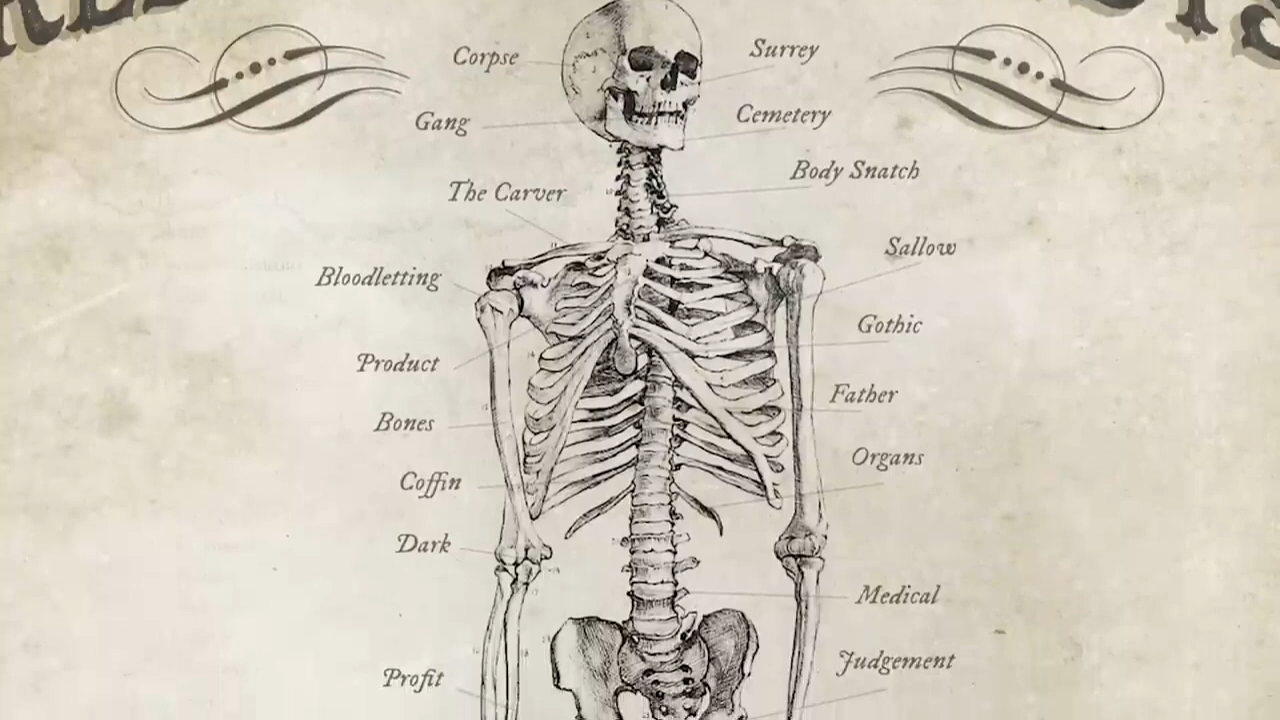 Corpse
Surrey
Gang
Cemetery
Body Snatch
The Carver
Sallow
Bloodletting
Gothic
Product
Father
Bones
Organs
Coffin
Dark
Medical
Judgement
Profit